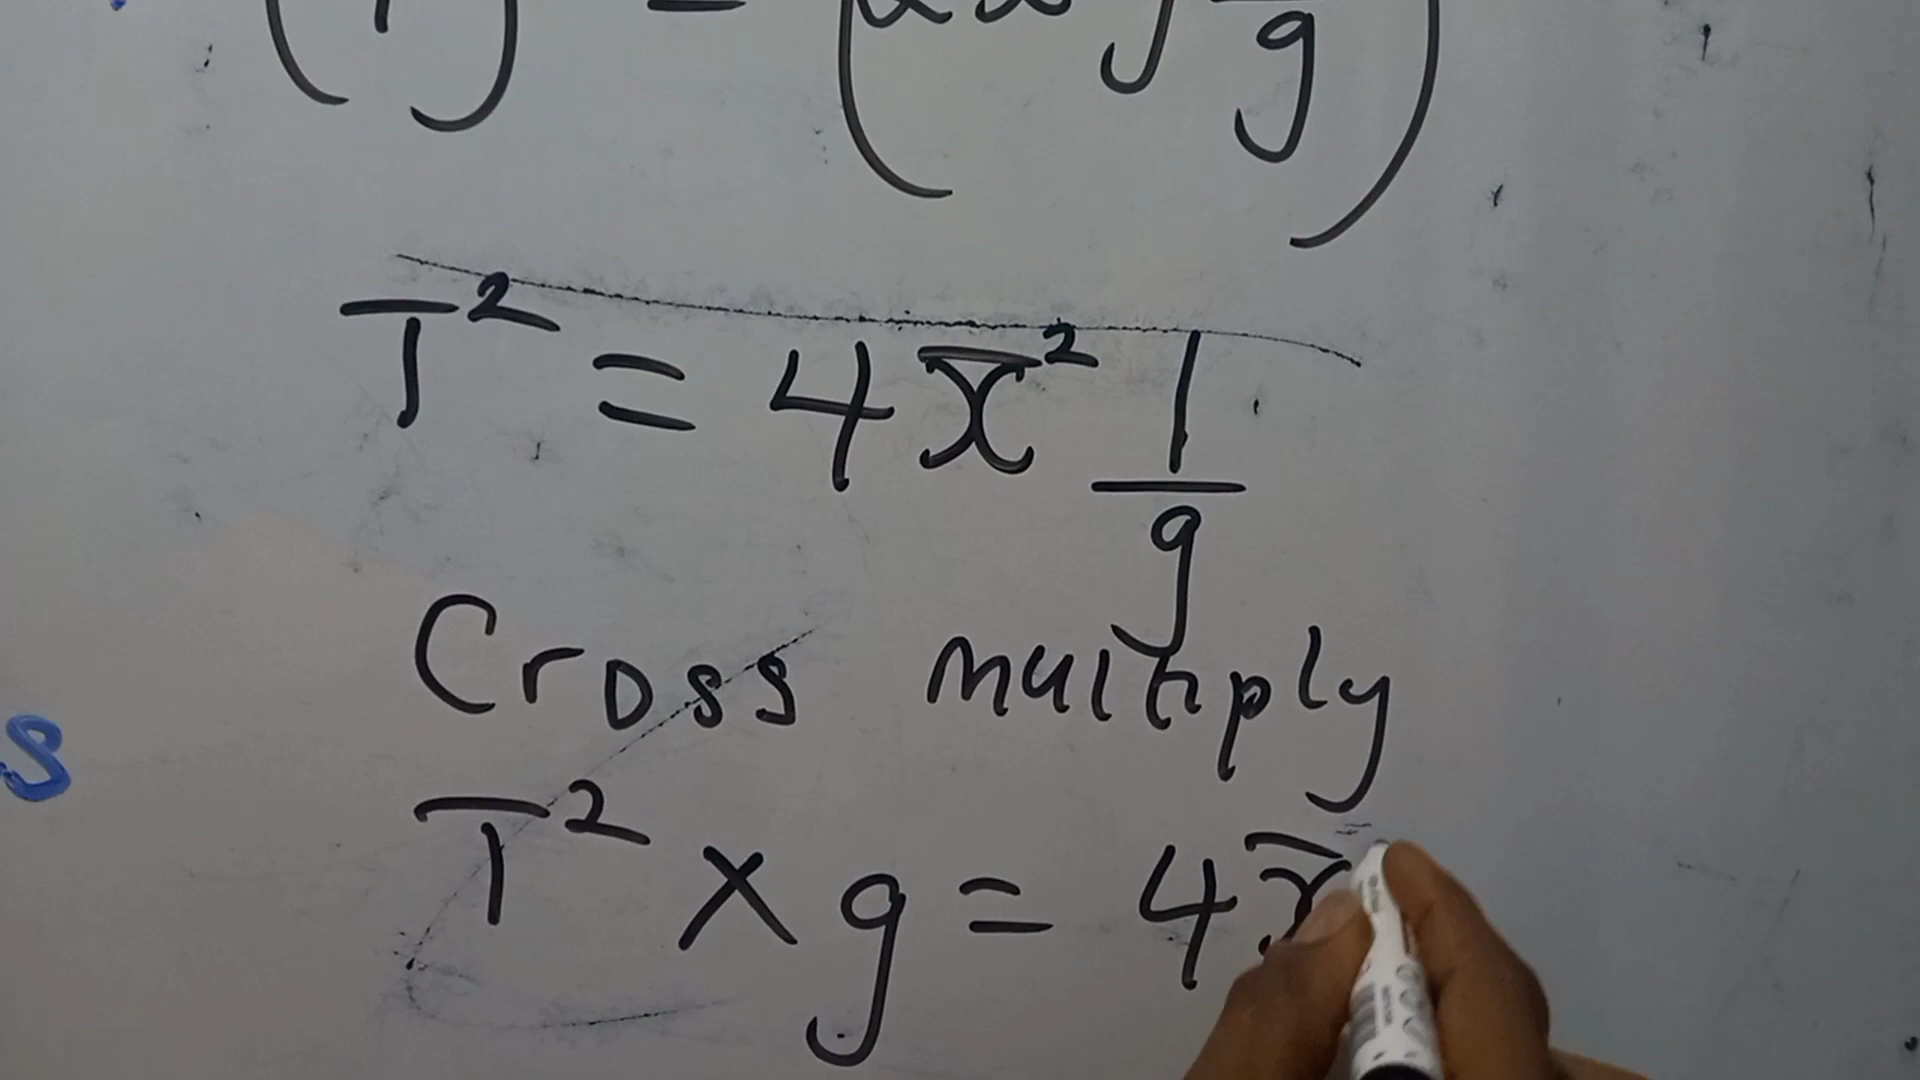 T² = 4π² l/g
Cross multiply
T² x g = 4π
s